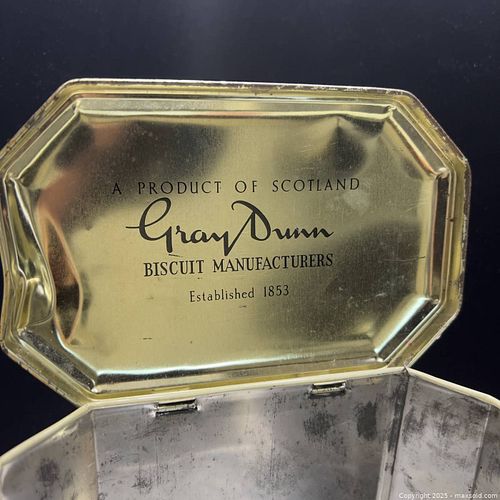 A PRODUCT OF SCOTLAND
Gray Dunn
BISCUIT MANUFACTURERS
Established 1853
Copyright 2025 - maxsold.com